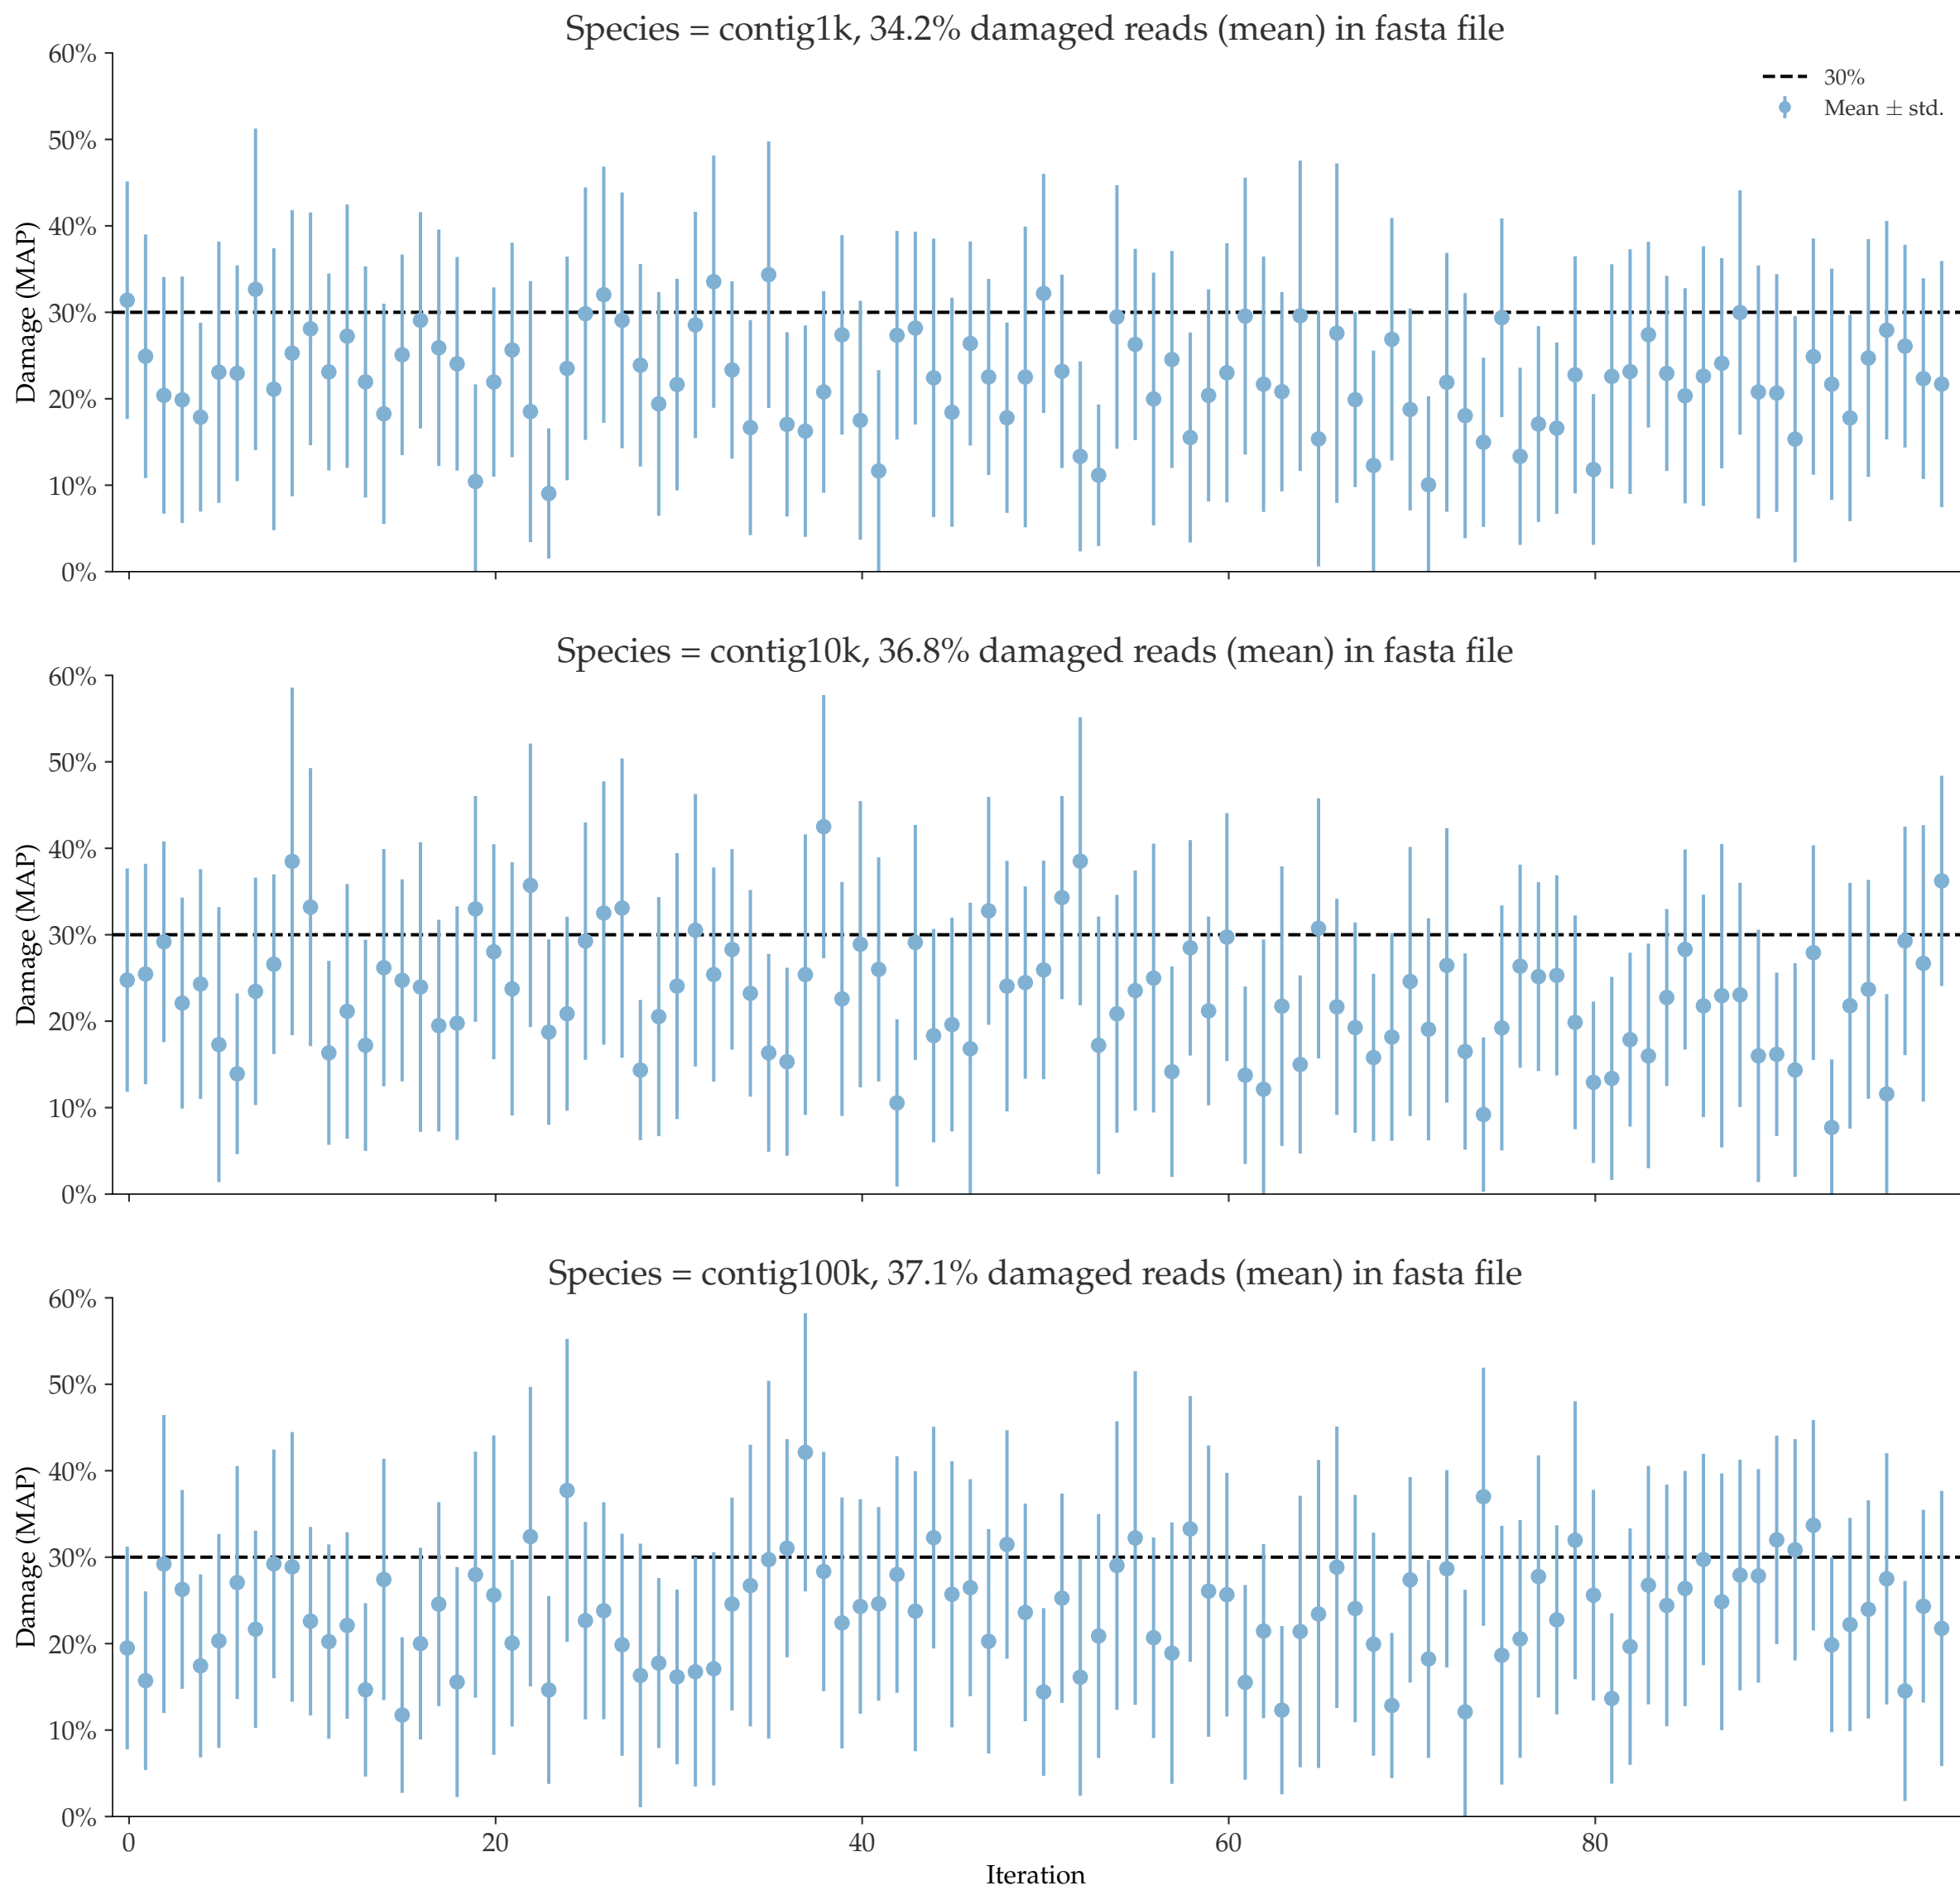 Species = contig1k, 34.2% damaged reads (mean) in fasta file
60%
50%
40%
30%
20%
10%
0%
Damage (MAP)
30%
Mean ± std.
Species = contig10k, 36.8% damaged reads (mean) in fasta file
60%
50%
40%
30%
20%
10%
0%
Damage (MAP)
Species = contig100k, 37.1% damaged reads (mean) in fasta file
60%
50%
40%
30%
20%
10%
0%
Damage (MAP)
0 20 40 60 80
Iteration